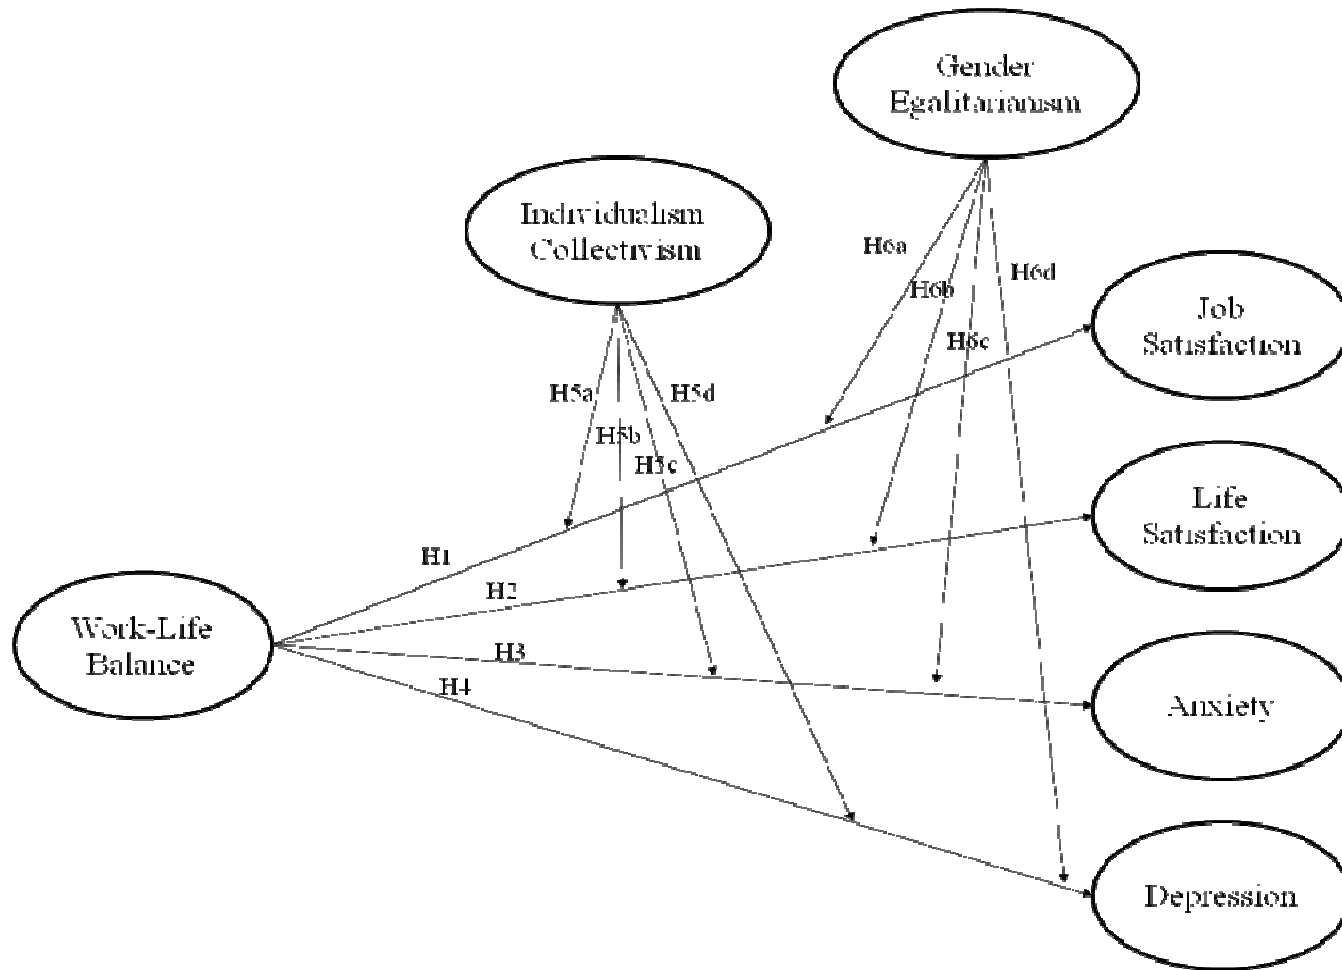 Gender
Egalitarianism
Individualism
Collectivism
H6a
H6b
H6d
H6c
Job
Satisfaction
H5a
H5d
H5b
H5c
Life
Satisfaction
H1
H2
Work-Life
Balance
H3
H4
Anxiety
Depression